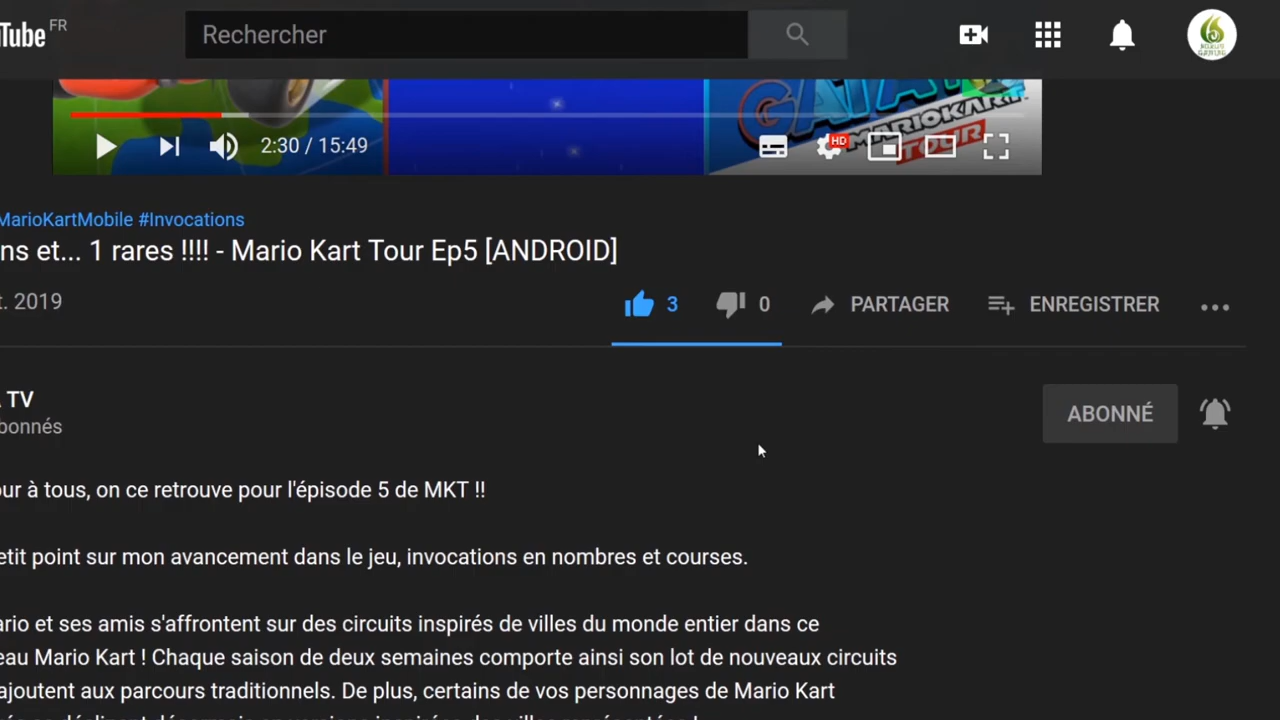 Tube FR
Rechercher
MARIOKART
TOUR
HD
2:30 / 15:49
MarioKartMobile #Invocations
ns et... 1 rares !!!! - Mario Kart Tour Ep5 [ANDROID]
t. 2019
3 0 PARTAGER ENREGISTRER
TV
bonnés
ABONNÉ
ur à tous, on ce retrouve pour l'épisode 5 de MKT !!
etit point sur mon avancement dans le jeu, invocations en nombres et courses.
ario et ses amis s'affrontent sur des circuits inspirés de villes du monde entier dans ce
eau Mario Kart ! Chaque saison de deux semaines comporte ainsi son lot de nouveaux circuits
ajoutent aux parcours traditionnels. De plus, certains de vos personnages de Mario Kart